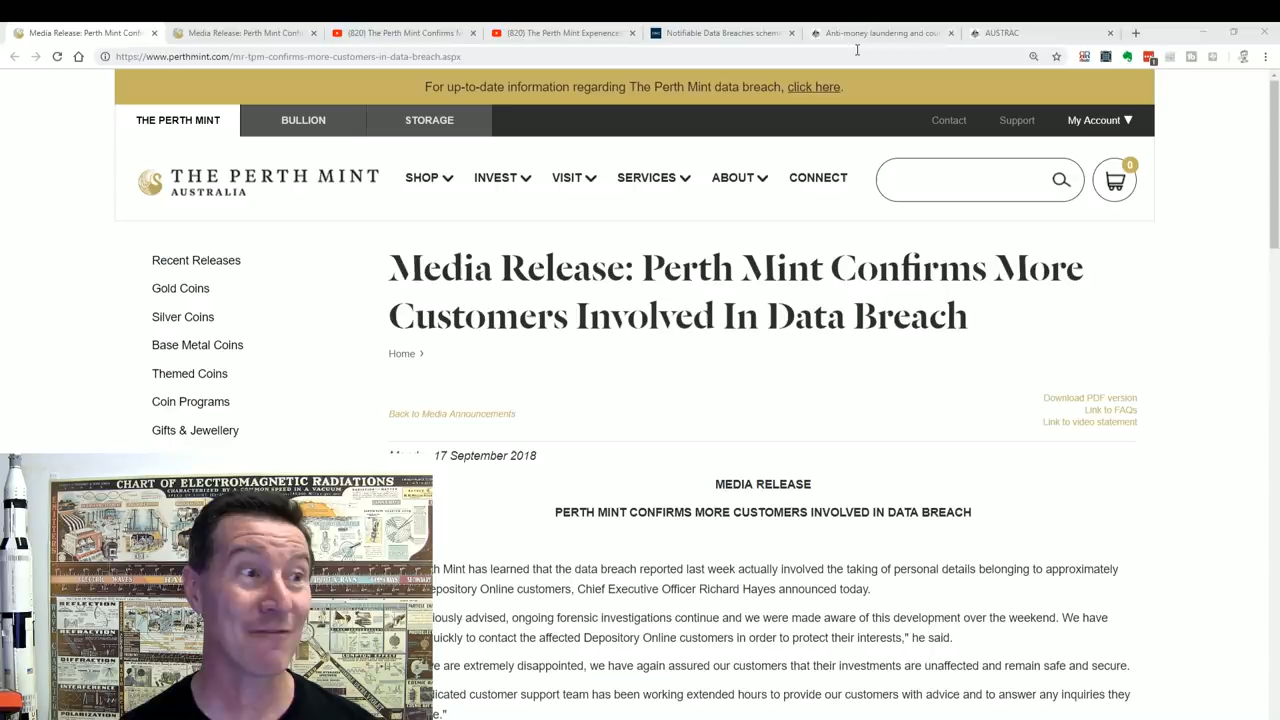 Media Release: Perth Mint Conf
Media Release: Perth Mint Confi
(820) The Perth Mint Confirms M
(820) The Perth Mint Experience
Notifiable Data Breaches schem
Anti-money laundering and cou
AUSTRAC
https://www.perthmint.com/mr-tpm-confirms-more-customers-in-data-breach.aspx
For up-to-date information regarding The Perth Mint data breach, click here.
THE PERTH MINT
BULLION
STORAGE
Contact
Support
My Account ▼
THE PERTH MINT
AUSTRALIA
SHOP
INVEST
VISIT
SERVICES
ABOUT
CONNECT
0
Recent Releases
Gold Coins
Silver Coins
Base Metal Coins
Themed Coins
Coin Programs
Gifts & Jewellery
Media Release: Perth Mint Confirms More
Customers Involved In Data Breach
Home ›
Back to Media Announcements
Download PDF version
Link to FAQs
Link to video statement
17 September 2018
MEDIA RELEASE
PERTH MINT CONFIRMS MORE CUSTOMERS INVOLVED IN DATA BREACH
th Mint has learned that the data breach reported last week actually involved the taking of personal details belonging to approximately
epository Online customers, Chief Executive Officer Richard Hayes announced today.
iously advised, ongoing forensic investigations continue and we were made aware of this development over the weekend. We have
uickly to contact the affected Depository Online customers in order to protect their interests," he said.
e are extremely disappointed, we have again assured our customers that their investments are unaffected and remain safe and secure.
licated customer support team has been working extended hours to provide our customers with advice and to answer any inquiries they
e."
CHART OF ELECTROMAGNETIC RADIATIONS
ELECTRIC WAVES
REFLECTION
REFRACTION
DIFFRACTION
INTERFERENCE
POLARIZATION